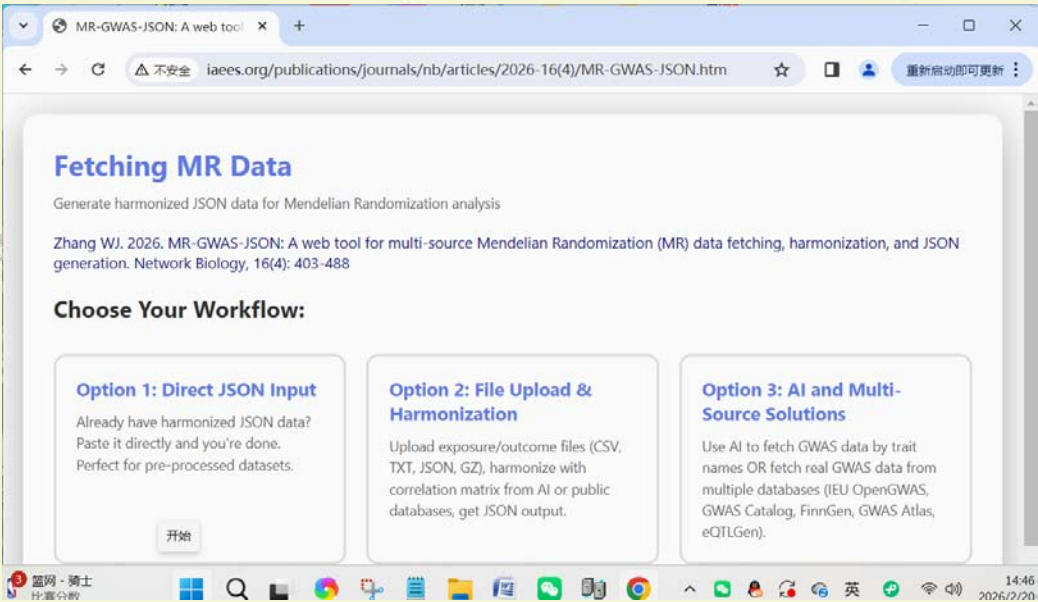 MR-GWAS-JSON: A web tool
不安全
iaees.org/publications/journals/nb/articles/2026-16(4)/MR-GWAS-JSON.htm
重新启动即可更新
Fetching MR Data
Generate harmonized JSON data for Mendelian Randomization analysis
Zhang WJ. 2026. MR-GWAS-JSON: A web tool for multi-source Mendelian Randomization (MR) data fetching, harmonization, and JSON
generation. Network Biology, 16(4): 403-488
Choose Your Workflow:
Option 1: Direct JSON Input
Already have harmonized JSON data?
Paste it directly and you're done.
Perfect for pre-processed datasets.
开始
Option 2: File Upload &
Harmonization
Upload exposure/outcome files (CSV,
TXT, JSON, GZ), harmonize with
correlation matrix from AI or public
databases, get JSON output.
Option 3: AI and Multi-
Source Solutions
Use AI to fetch GWAS data by trait
names OR fetch real GWAS data from
multiple databases (IEU OpenGWAS,
GWAS Catalog, FinnGen, GWAS Atlas,
eQTLGen).
3
篮网 - 骑士
比赛分数
英
14:46
2026/2/20